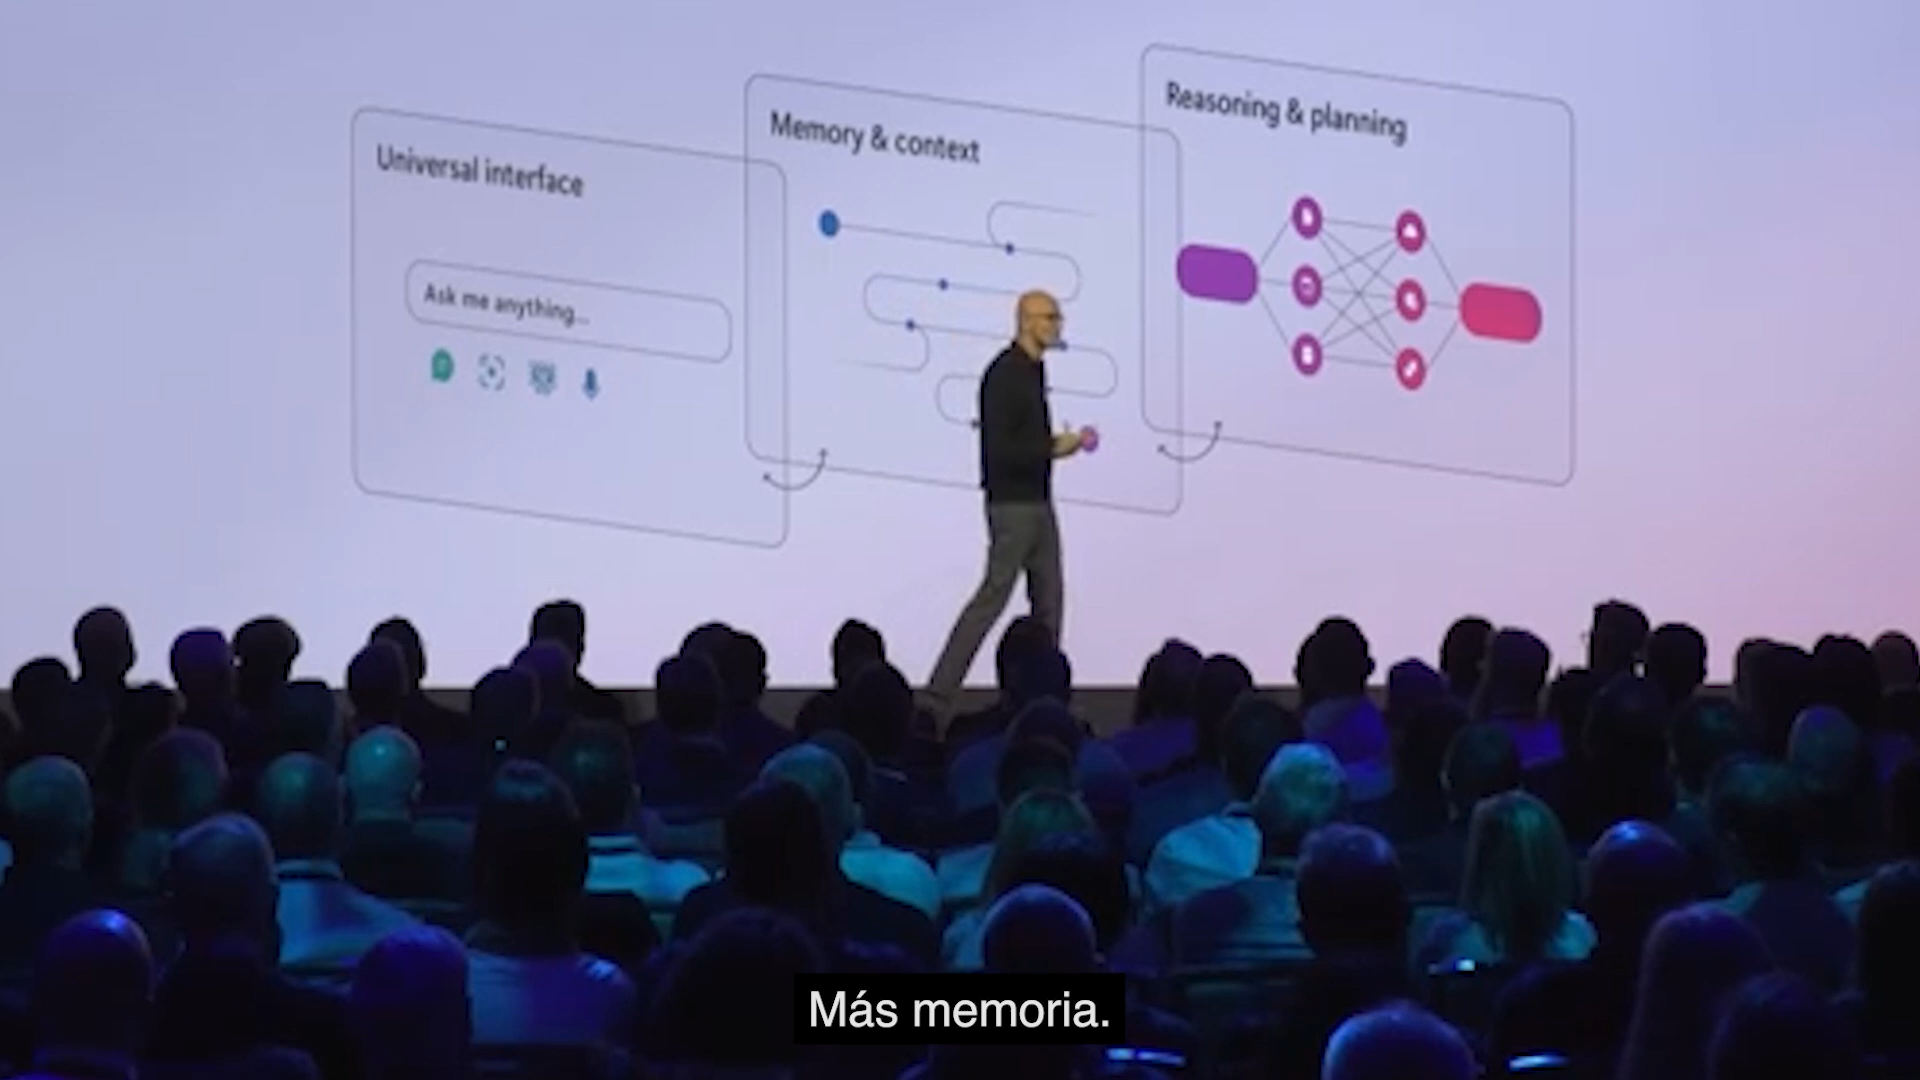 Universal interface
Ask me anything...
Memory & context
Reasoning & planning
Más memoria.